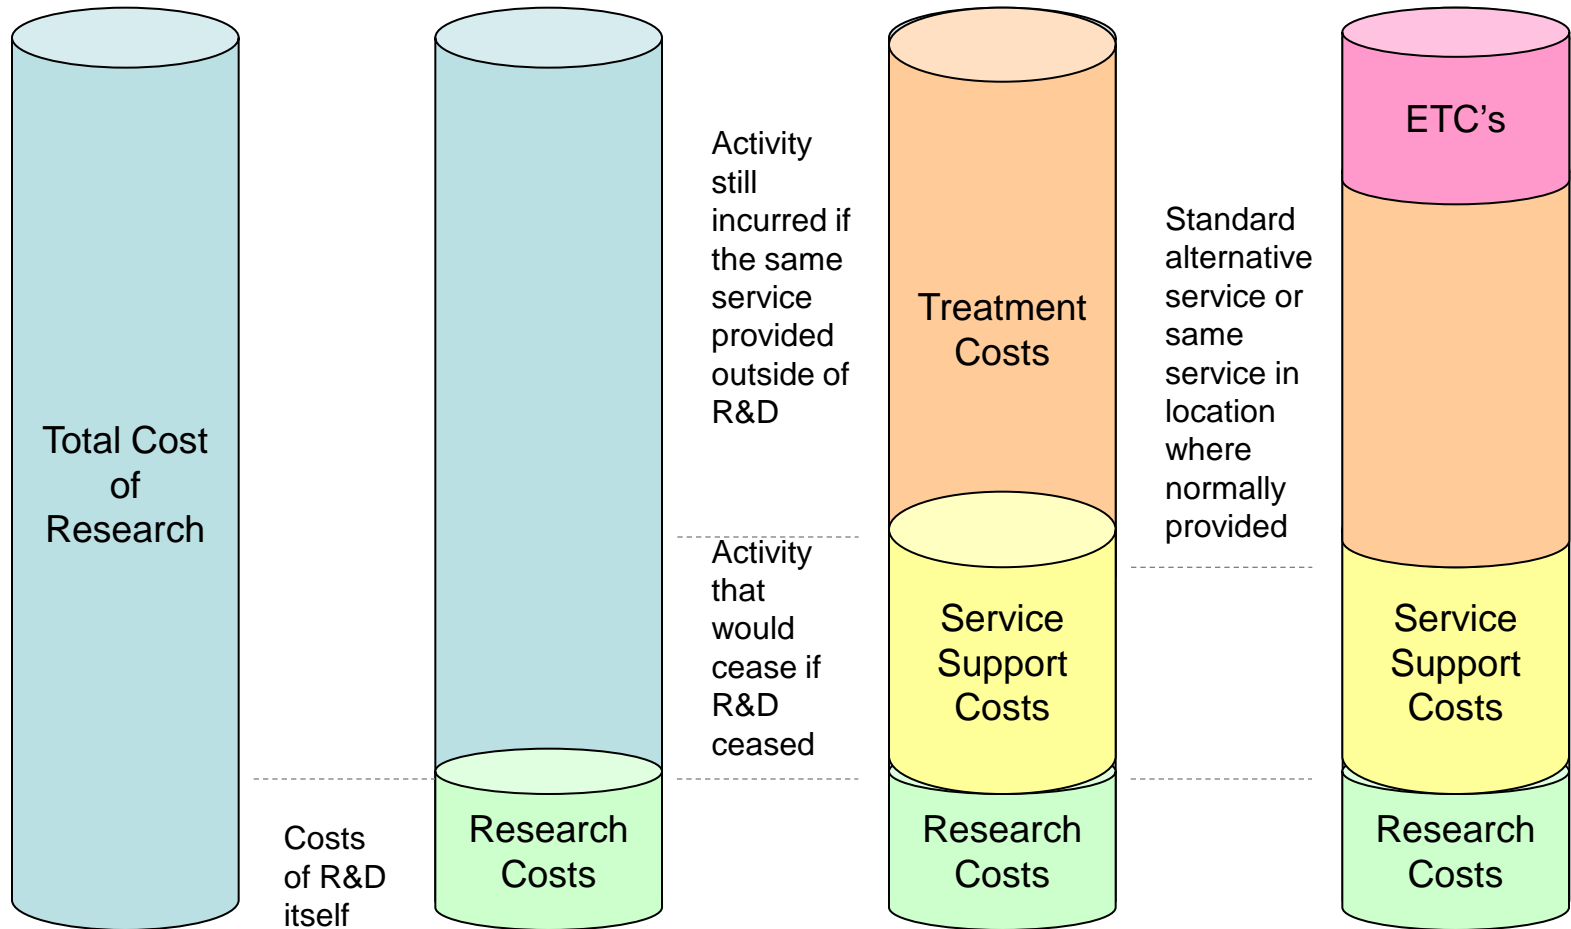 Total Cost
of
Research
Costs
of R&D
itself
Research
Costs
Activity
still
incurred if
the same
service
provided
outside of
R&D
Activity
that
would
cease if
R&D
ceased
Treatment
Costs
Service
Support
Costs
Research
Costs
Standard
alternative
service or
same
service in
location
where
normally
provided
ETC’s
Service
Support
Costs
Research
Costs